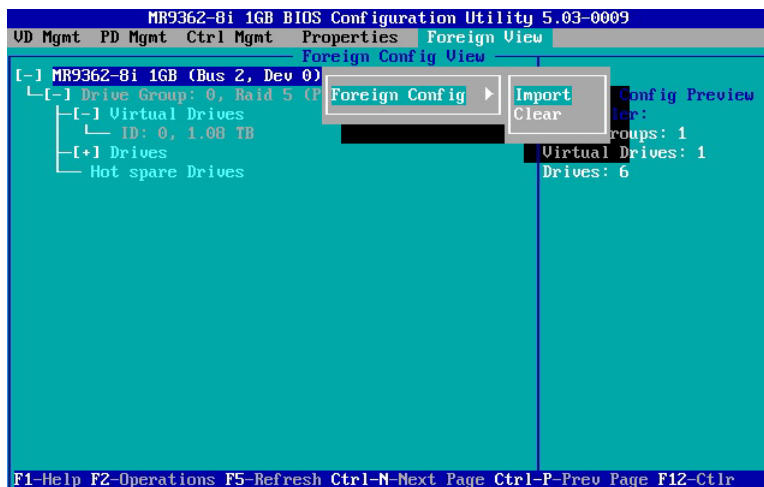 MR9362-8i 1GB BIOS Configuration Utility 5.03-0009
VD Mgmt PD Mgmt Ctrl Mgmt Properties Foreign View
Foreign Config View
[-] MR9362-8i 1GB (Bus 2, Dev 0)
[-] Drive Group: 0, Raid 5 (P
Foreign Config
Import
Clear
Config Preview
ler:
roups: 1
[-] Virtual Drives
ID: 0, 1.08 TB
Virtual Drives: 1
[+] Drives
Drives: 6
Hot spare Drives
F1-Help F2-Operations F5-Refresh Ctrl-N-Next Page Ctrl-P-Prev Page F12-Ctlr